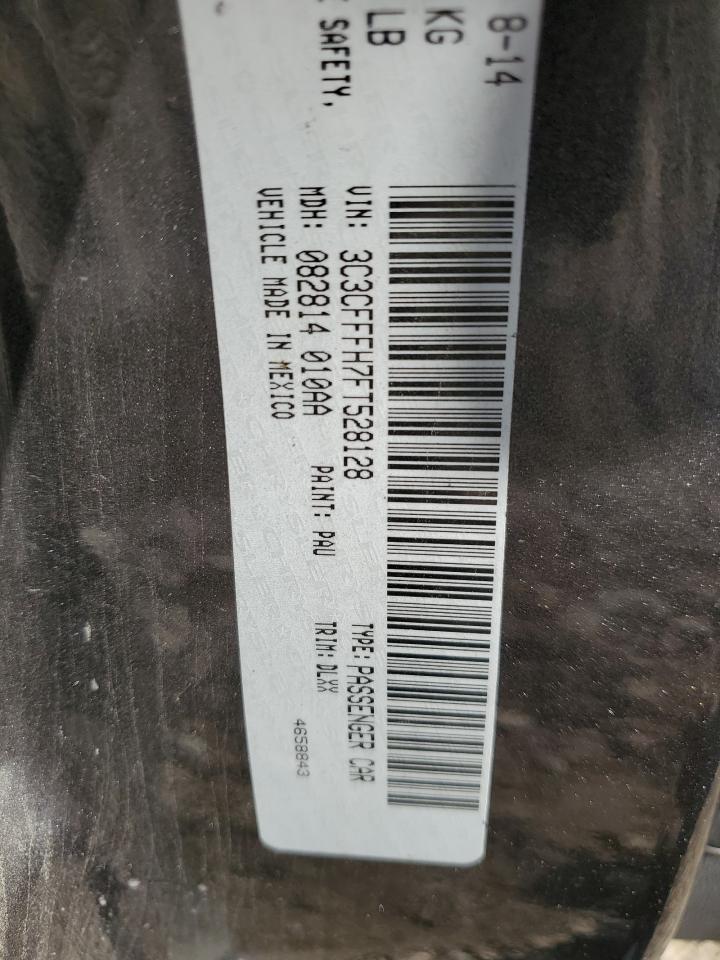 8-14
KG
LB
SAFETY,
VIN: 3C3CFFFH7FT528128 TYPE: PASSENGER CAR
MDH: 082814 010AA PAINT: PAU TRIM: DLXX
VEHICLE MADE IN MEXICO 4658843